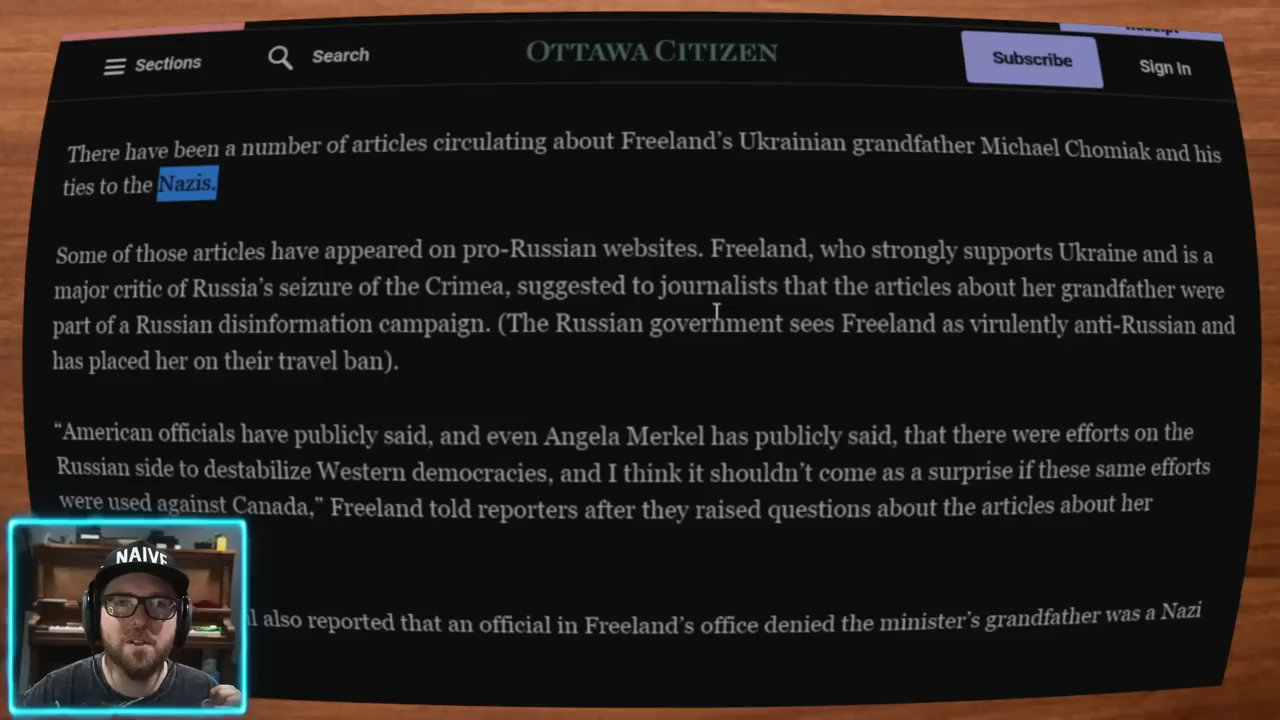 Sections
Search
OTTAWA CITIZEN
Subscribe
Sign In
There have been a number of articles circulating about Freeland's Ukrainian grandfather Michael Chomiak and his
ties to the Nazis.
Some of those articles have appeared on pro-Russian websites. Freeland, who strongly supports Ukraine and is a
major critic of Russia's seizure of the Crimea, suggested to journalists that the articles about her grandfather were
part of a Russian disinformation campaign. (The Russian government sees Freeland as virulently anti-Russian and
has placed her on their travel ban).
“American officials have publicly said, and even Angela Merkel has publicly said, that there were efforts on the
Russian side to destabilize Western democracies, and I think it shouldn't come as a surprise if these same efforts
were used against Canada,” Freeland told reporters after they raised questions about the articles about her
also reported that an official in Freeland's office denied the minister's grandfather was a Nazi
NAIVE